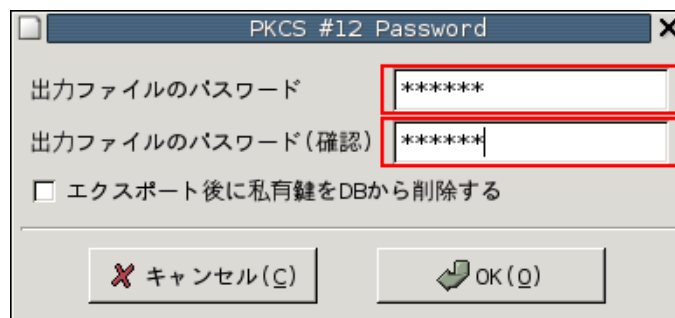 PKCS #12 Password
出力ファイルのパスワード ******
出力ファイルのパスワード(確認) ******
エクスポート後に私有鍵をDBから削除する
キャンセル(C) OK(O)